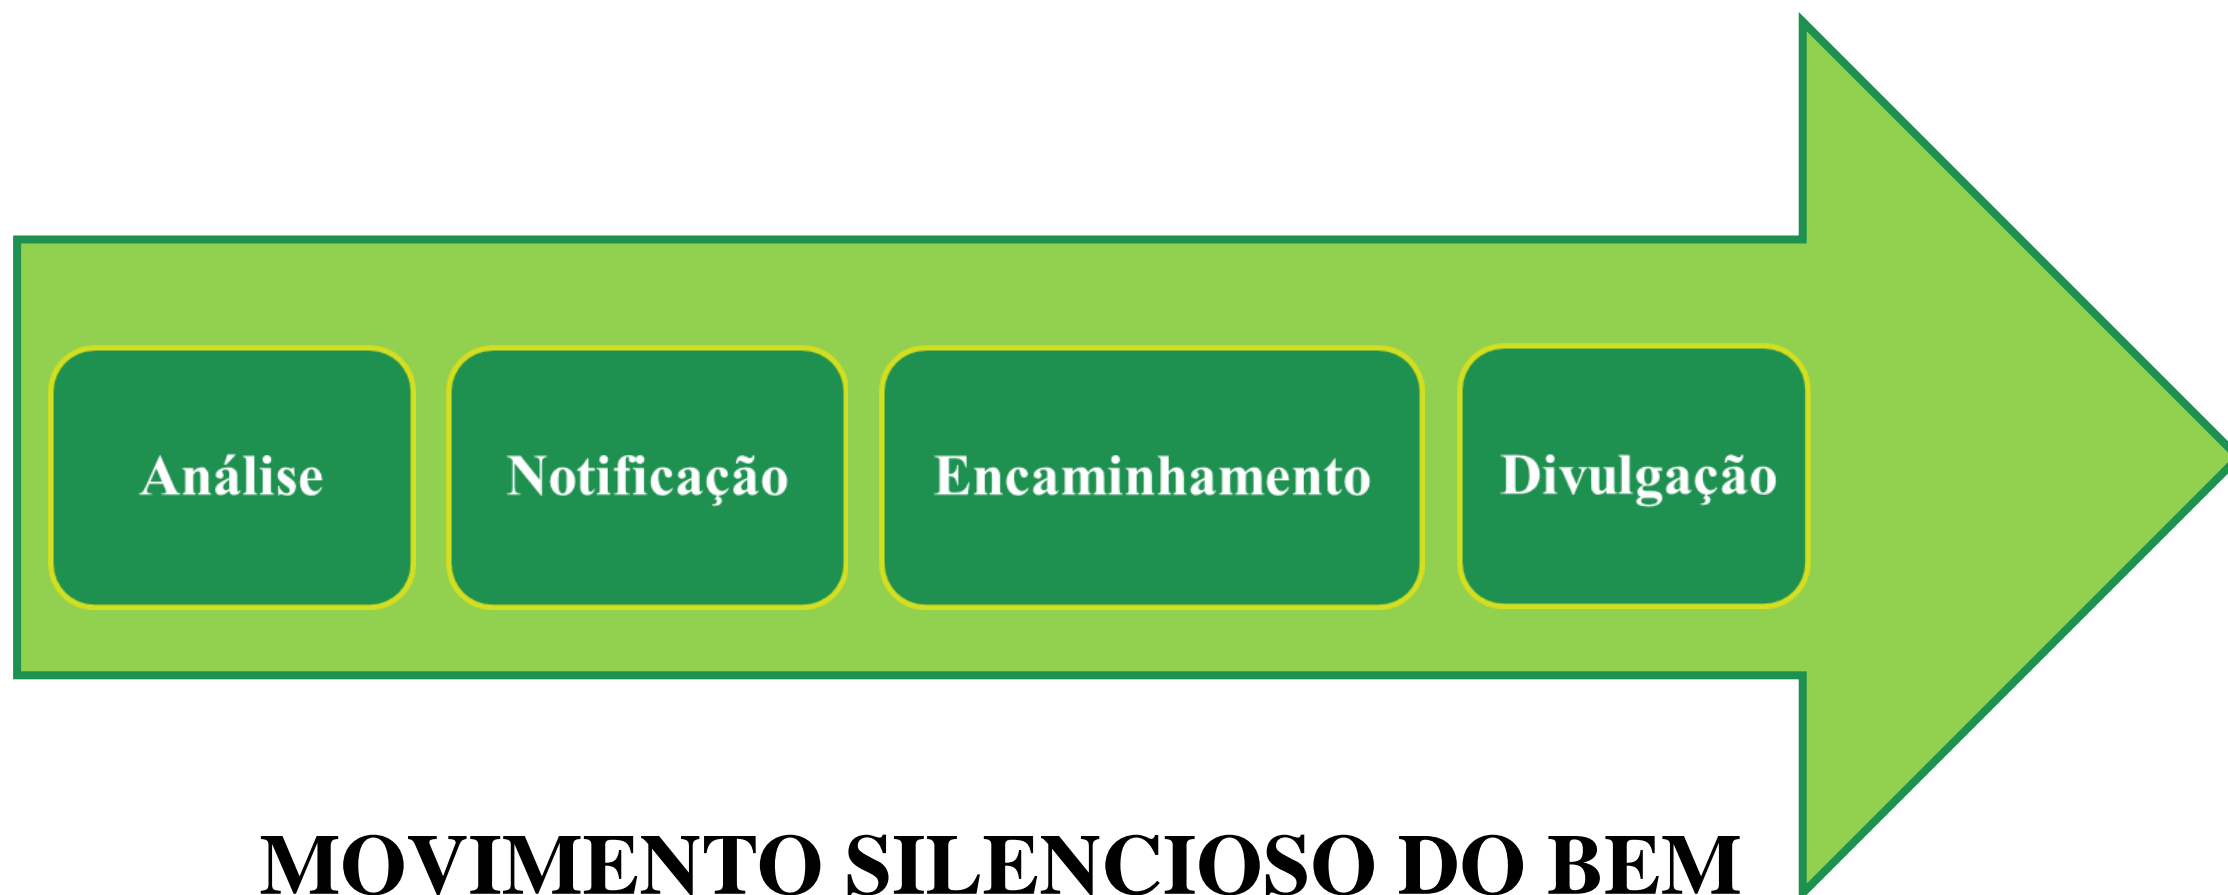 Análise Notificação Encaminhamento Divulgação
MOVIMENTO SILENCIOSO DO BEM